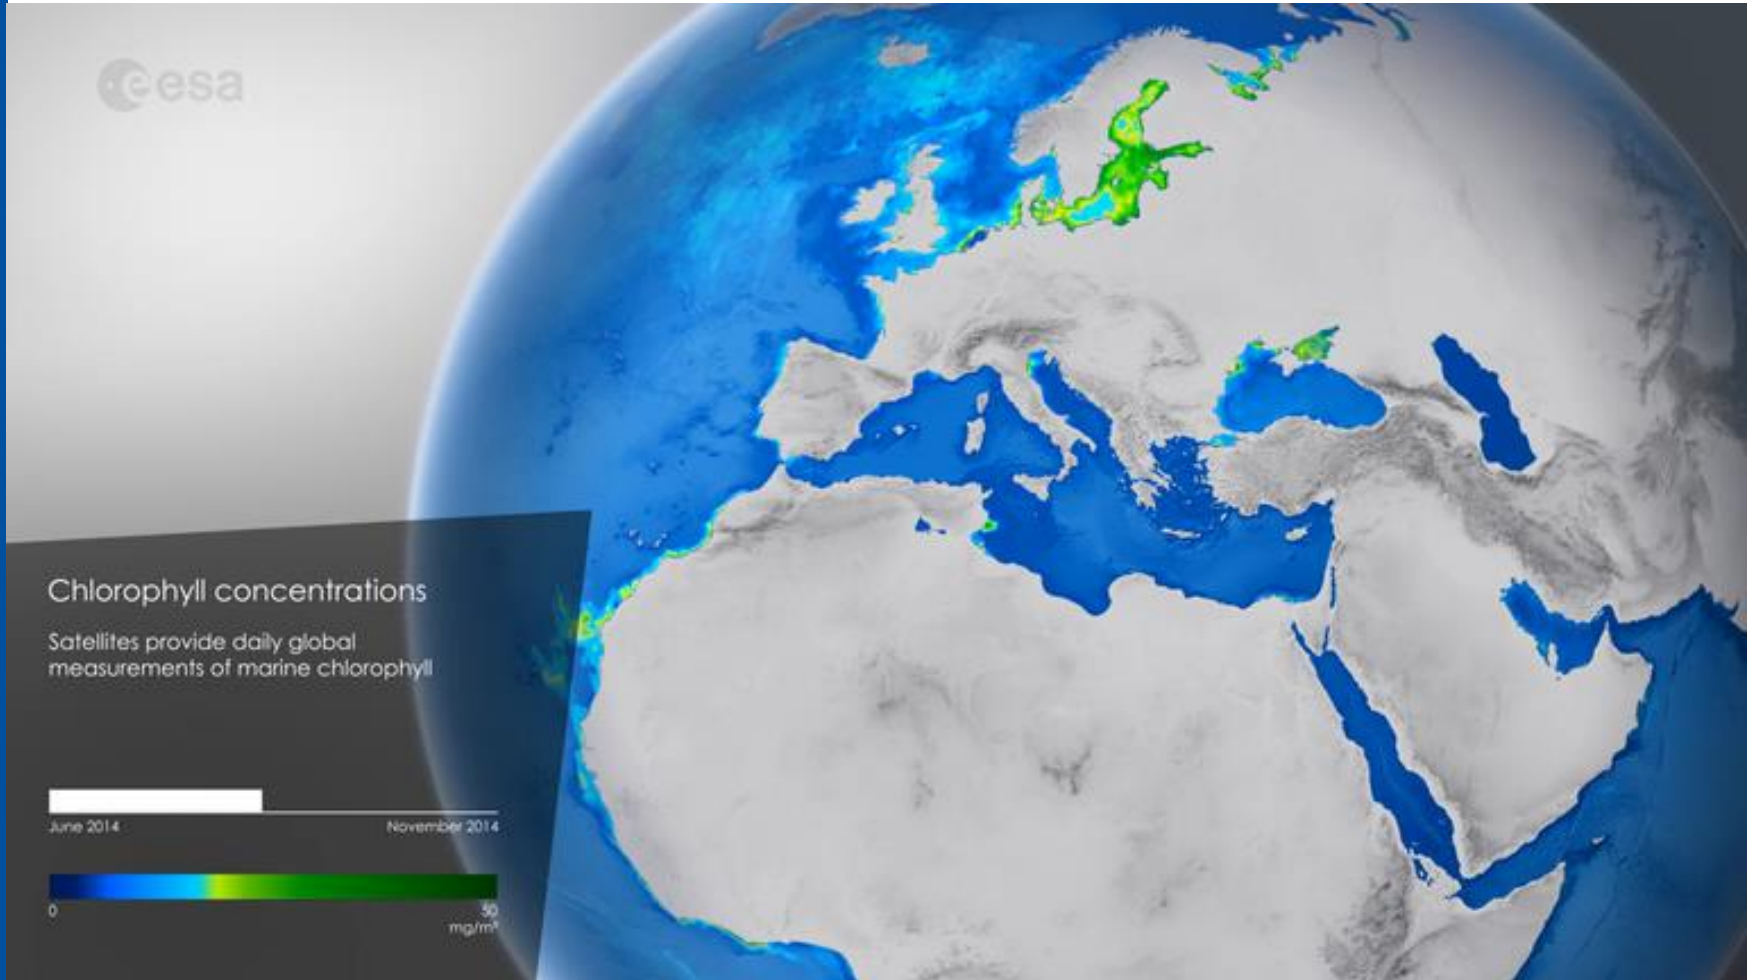 esa
Chlorophyll concentrations
Satellites provide daily global
measurements of marine chlorophyll
June 2014
November 2014
0
50
mg/m³